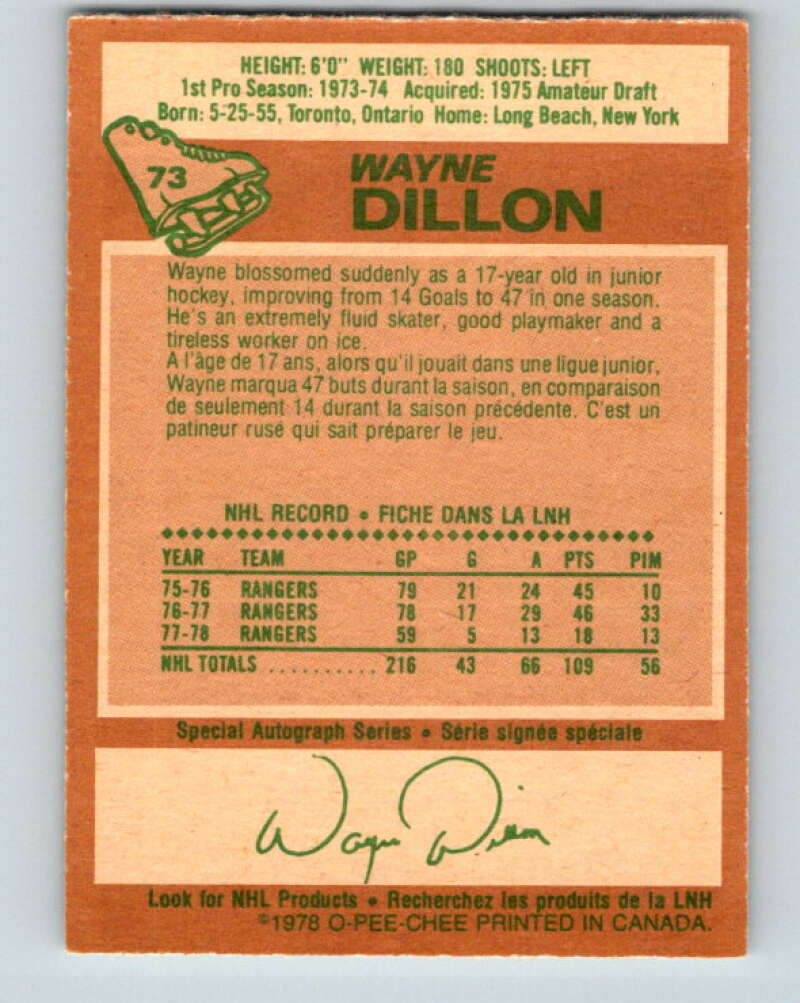 HEIGHT: 6'0" WEIGHT: 180 SHOOTS: LEFT
1st Pro Season: 1973-74 Acquired: 1975 Amateur Draft
Born: 5-25-55, Toronto, Ontario Home: Long Beach, New York
73
WAYNE
DILLON
Wayne blossomed suddenly as a 17-year old in junior
hockey, improving from 14 Goals to 47 in one season.
He's an extremely fluid skater, good playmaker and a
tireless worker on ice.
A l'âge de 17 ans, alors qu'il jouait dans une ligue junior,
Wayne marqua 47 buts durant la saison, en comparaison
de seulement 14 durant la saison précédente. C'est un
patineur rusé qui sait préparer le jeu.
NHL RECORD • FICHE DANS LA LNH
YEAR TEAM GP G A PTS PIM
75-76 RANGERS 79 21 24 45 10
76-77 RANGERS 78 17 29 46 33
77-78 RANGERS 59 5 13 18 13
NHL TOTALS .......... 216 43 66 109 56
Special Autograph Series • Série signée spéciale
Wayne Dillon
Look for NHL Products • Recherchez les produits de la LNH
©1978 O-PEE-CHEE PRINTED IN CANADA.